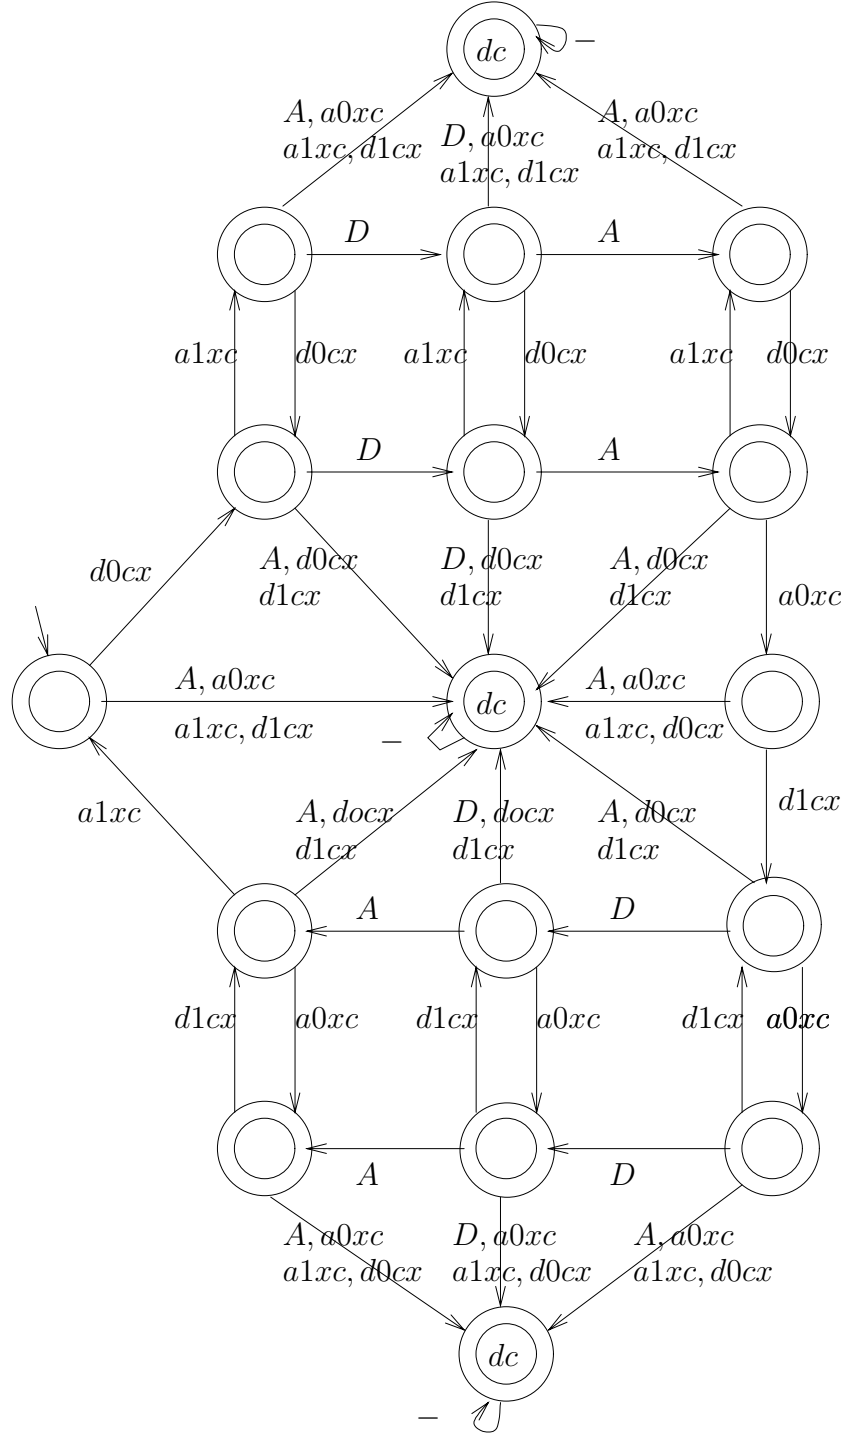 dc
–
A, a0xc
a1xc, d1cx
D, a0xc
a1xc, d1cx
A, a0xc
a1xc, d1cx
D
A
a1xc
d0cx
a1xc
d0cx
a1xc
d0cx
D
A
d0cx
A, d0cx
d1cx
D, d0cx
d1cx
A, d0cx
d1cx
a0xc
A, a0xc
a1xc, d1cx
dc
–
A, a0xc
a1xc, d0cx
a1xc
A, docx
d1cx
D, docx
d1cx
A, d0cx
d1cx
d1cx
A
D
d1cx
a0xc
d1cx
a0xc
d1cx
a0xc
A
D
A, a0xc
a1xc, d0cx
D, a0xc
a1xc, d0cx
A, a0xc
a1xc, d0cx
dc
–